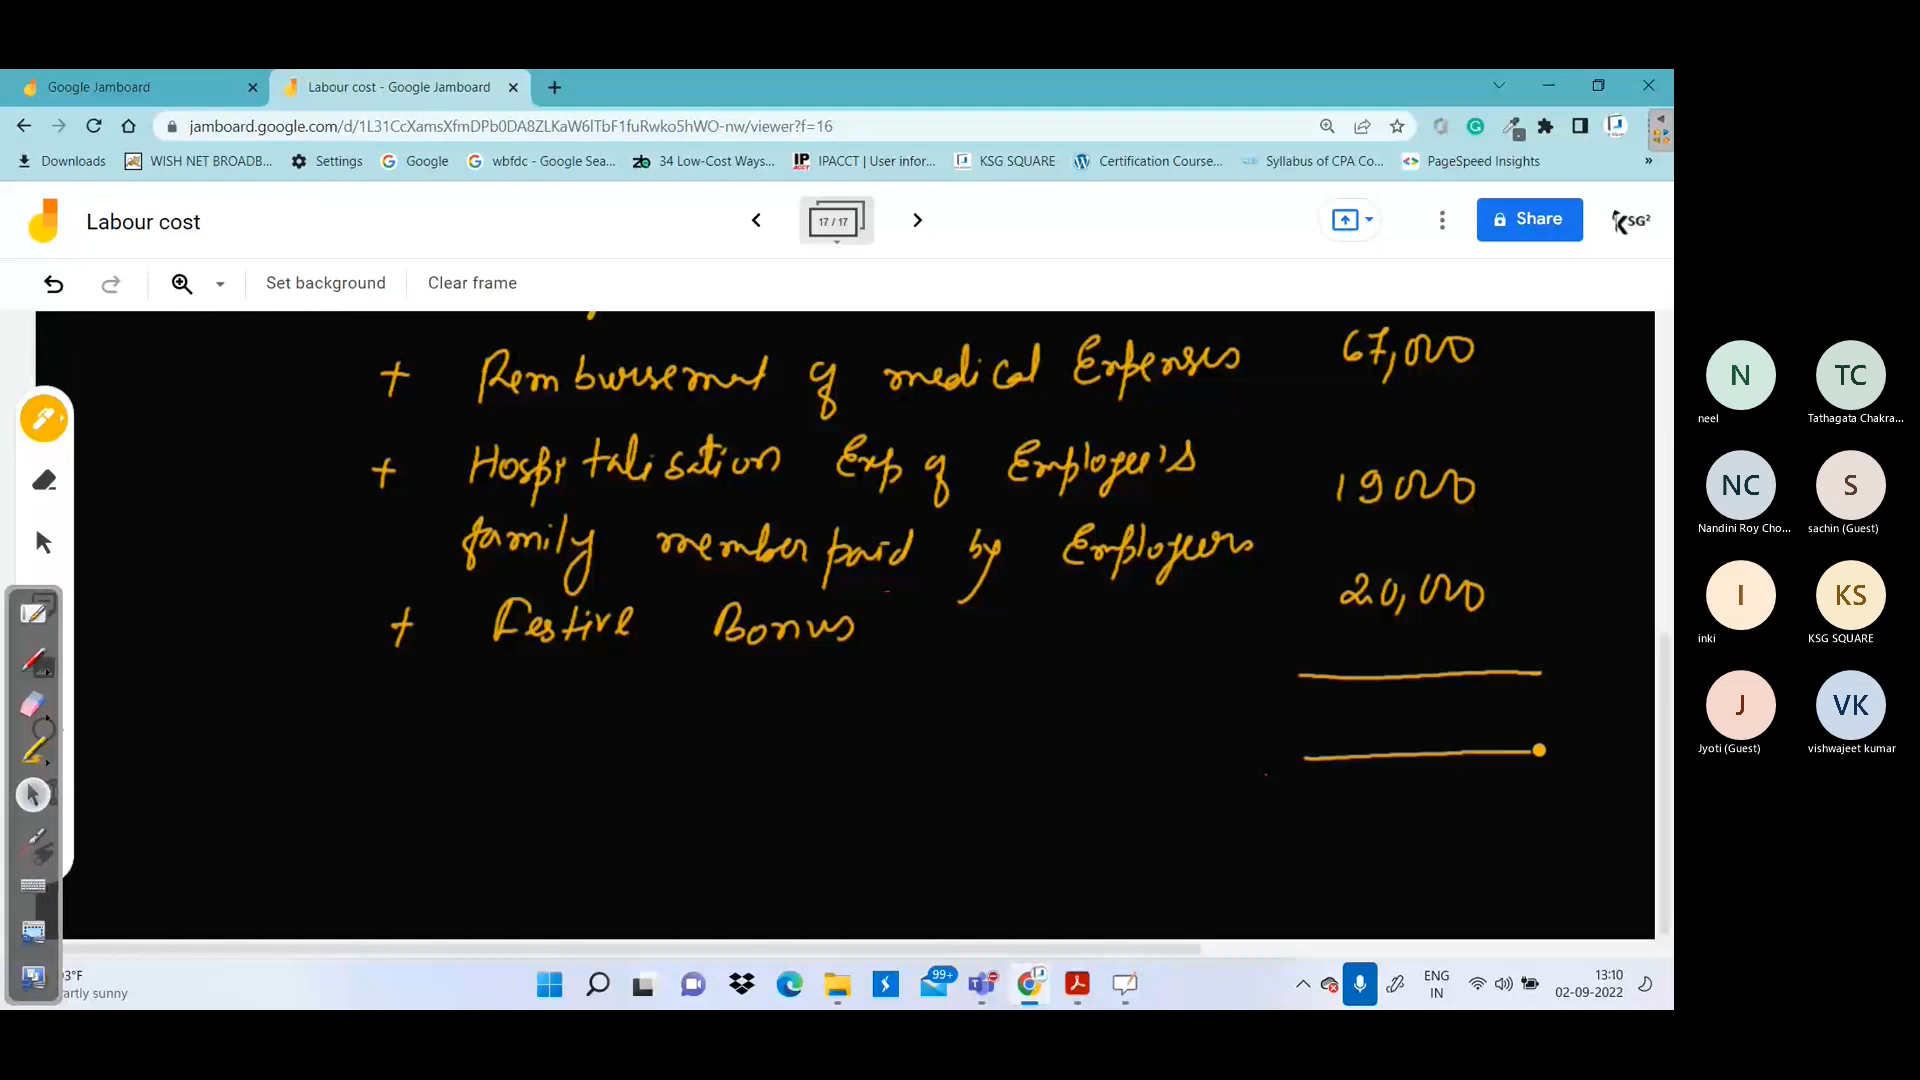 Google Jamboard
Labour cost - Google Jamboard
jamboard.google.com/d/1L31CcXamsXfmDPb0DA8ZLKaW6lTbF1fuRwko5hWO-nw/viewer?f=16
Downloads WISH NET BROADB... Settings Google wbfdc - Google Sea... 34 Low-Cost Ways... IPACCT | User infor... KSG SQUARE Certification Course... Syllabus of CPA Co... PageSpeed Insights »
Labour cost
17 / 17
Share
KSG²
Set background Clear frame
+ Remburesement of medical Expenses 67,000
+ Hospitalisation Exp of Employee's 19000
family member paid by Employers
20,000
+ Festive Bonus
N TC
neel Tathagata Chakra...
NC S
Nandini Roy Cho... sachin (Guest)
I KS
inki KSG SQUARE
J VK
Jyoti (Guest) vishwajeet kumar
93°F
artly sunny
99+
ENG
IN
13:10
02-09-2022